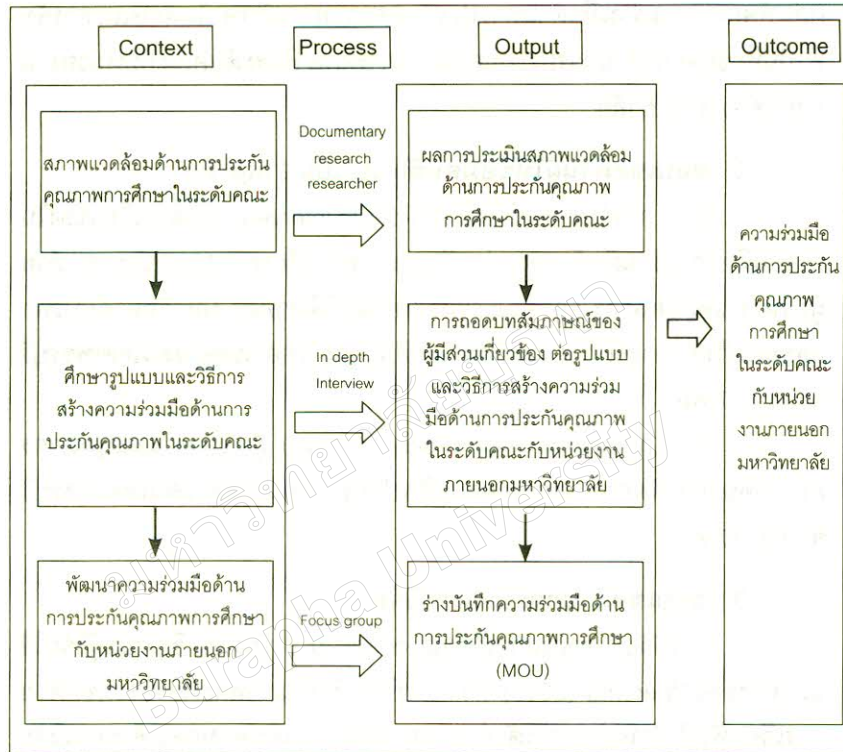 Context
Process
Output
Outcome
สภาพแวดล้อมด้านการประกัน
คุณภาพการศึกษาในระดับคณะ
Documentary
research
researcher
ผลการประเมินสภาพแวดล้อม
ด้านการประกันคุณภาพ
การศึกษาในระดับคณะ
ศึกษารูปแบบและวิธีการ
สร้างความร่วมมือด้านการ
ประกันคุณภาพในระดับคณะ
In depth
Interview
การถอดบทสัมภาษณ์ของ
ผู้มีส่วนเกี่ยวข้อง ต่อรูปแบบ
และวิธีการสร้างความร่วม
มือด้านการประกันคุณภาพ
ในระดับคณะกับหน่วยงาน
ภายนอกมหาวิทยาลัย
พัฒนาความร่วมมือด้าน
การประกันคุณภาพการศึกษา
กับหน่วยงานภายนอก
มหาวิทยาลัย
Focus group
ร่างบันทึกความร่วมมือด้าน
การประกันคุณภาพการศึกษา
(MOU)
ความร่วมมือ
ด้านการประกัน
คุณภาพ
การศึกษา
ในระดับคณะ
กับหน่วย
งานภายนอก
มหาวิทยาลัย
มหาวิทยาลัยบูรพา
Burapha University